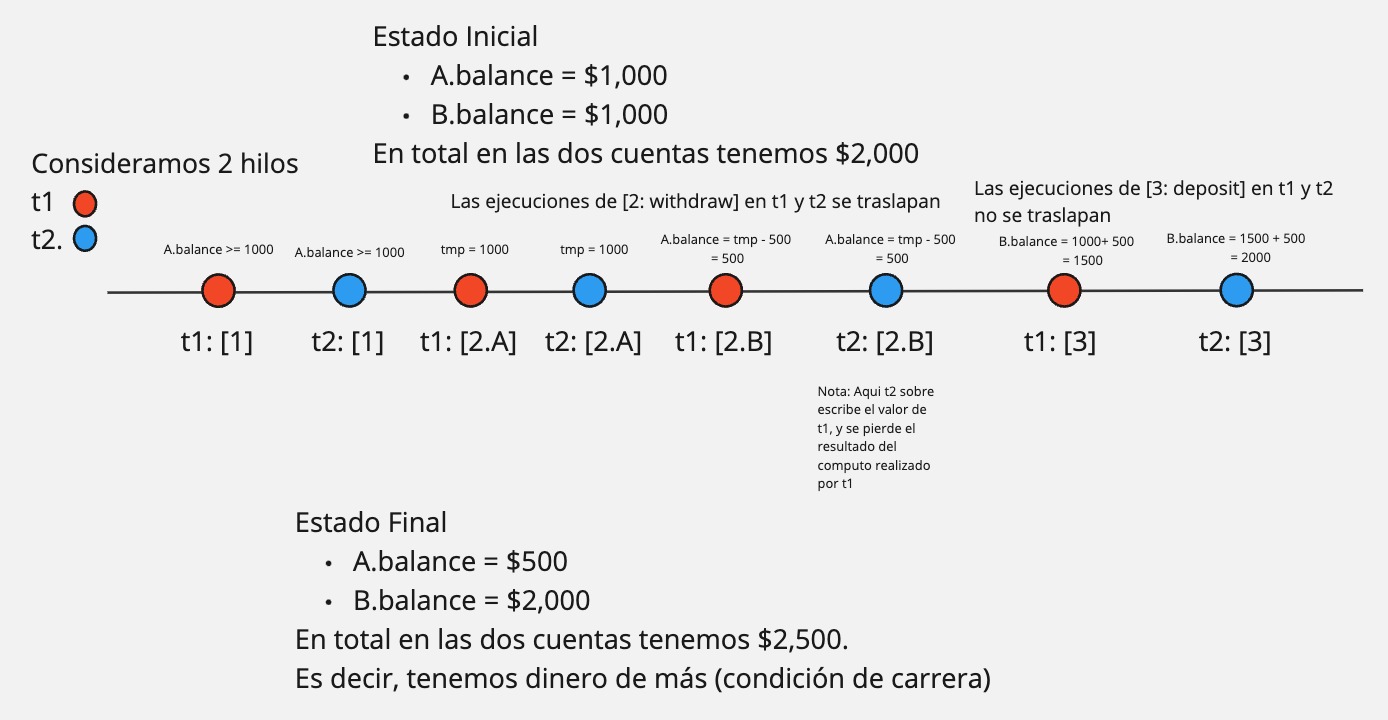 Estado Inicial
• A.balance = $1,000
• B.balance = $1,000
En total en las dos cuentas tenemos $2,000
Consideramos 2 hilos
t1
t2.
Las ejecuciones de [2: withdraw] en t1 y t2 se traslapan
Las ejecuciones de [3: deposit] en t1 y t2
no se traslapan
A.balance >= 1000
A.balance >= 1000
tmp = 1000
tmp = 1000
A.balance = tmp - 500
= 500
A.balance = tmp - 500
= 500
B.balance = 1000+ 500
= 1500
B.balance = 1500 + 500
= 2000
t1: [1]
t2: [1]
t1: [2.A]
t2: [2.A]
t1: [2.B]
t2: [2.B]
t1: [3]
t2: [3]
Nota: Aqui t2 sobre
escribe el valor de
t1, y se pierde el
resultado del
computo realizado
por t1
Estado Final
• A.balance = $500
• B.balance = $2,000
En total en las dos cuentas tenemos $2,500.
Es decir, tenemos dinero de más (condición de carrera)